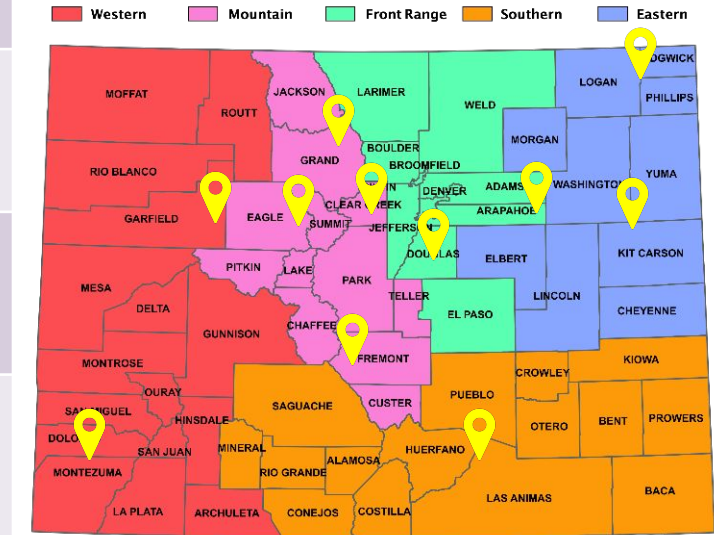 Western Mountain Front Range Southern Eastern
MOFFAT
ROUTT
JACKSON
LARIMER
WELD
LOGAN
DGWICK
PHILLIPS
MORGAN
GRAND
BOULDER
BROOMFIELD
RIO BLANCO
YUMA
WASHINGTO
ADAMS
DENVER
ARAPAHOE
CLEAR CREEK
GARFIELD
EAGLE
SUMMIT
JEFFERSON
DOUGLAS
ELBERT
KIT CARSON
PITKIN
LAKE
PARK
MESA
TELLER
LINCOLN
DELTA
EL PASO
CHEYENNE
CHAFFEE
GUNNISON
FREMONT
KIOWA
MONTROSE
CROWLEY
OURAY
PUEBLO
CUSTER
SAGUACHE
SAN MIGUEL
HINSDALE
BENT
PROWERS
OTERO
DOLO
SAN JUAN
MINERAL
HUERFANO
ALAMOSA
RIO GRANDE
MONTEZUMA
LAS ANIMAS
BACA
LA PLATA
ARCHULETA
CONEJOS
COSTILLA